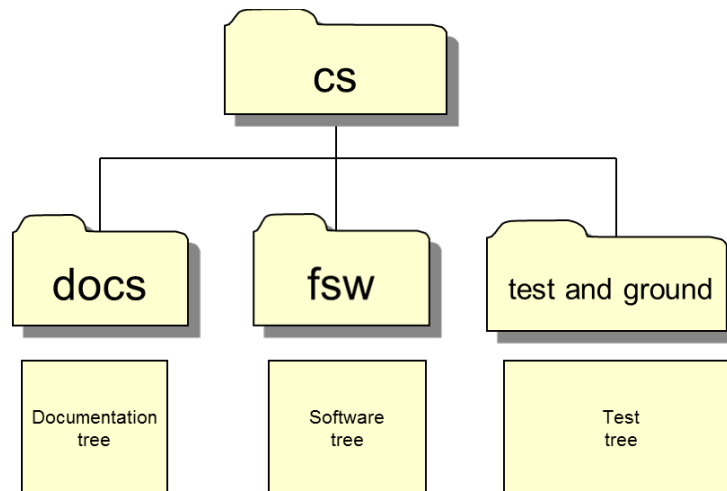 cs
docs
fsw
test and ground
Documentation
tree
Software
tree
Test
tree